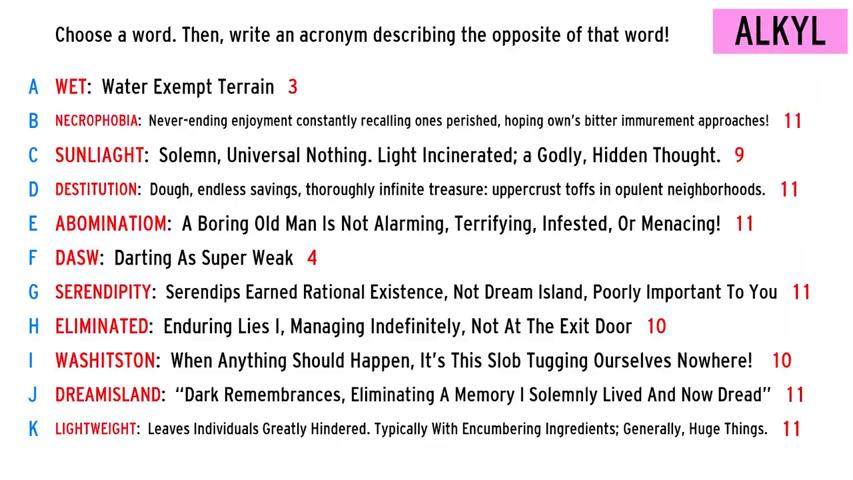 Choose a word. Then, write an acronym describing the opposite of that word!
ALKYL
A WET: Water Exempt Terrain 3
B NECROPHOBIA: Never-ending enjoyment constantly recalling ones perished, hoping own's bitter immurement approaches! 11
C SUNLIAGHT: Solemn, Universal Nothing. Light Incinerated; a Godly, Hidden Thought. 9
D DESTITUTION: Dough, endless savings, thoroughly infinite treasure: uppercrust toffs in opulent neighborhoods. 11
E ABOMINATIOM: A Boring Old Man Is Not Alarming, Terrifying, Infested, Or Menacing! 11
F DASW: Darting As Super Weak 4
G SERENDIPITY: Serendips Earned Rational Existence, Not Dream Island, Poorly Important To You 11
H ELIMINATED: Enduring Lies I, Managing Indefinitely, Not At The Exit Door 10
I WASHITSTON: When Anything Should Happen, It's This Slob Tugging Ourselves Nowhere! 10
J DREAMISLAND: “Dark Remembrances, Eliminating A Memory I Solemnly Lived And Now Dread” 11
K LIGHTWEIGHT: Leaves Individuals Greatly Hindered. Typically With Encumbering Ingredients; Generally, Huge Things. 11